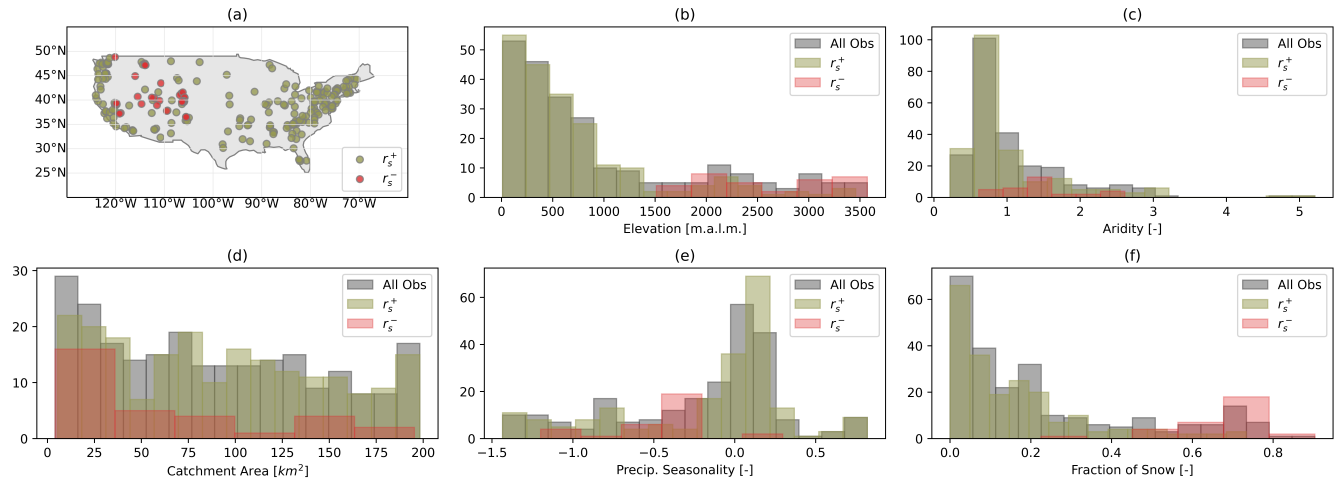 (a)
50°N
45°N
40°N
35°N
30°N
25°N
120°W 110°W 100°W 90°W 80°W 70°W
$r_s^+$
$r_s^-$
(b)
50
40
30
20
10
0
0 500 1000 1500 2000 2500 3000 3500
Elevation [m.a.l.m.]
All Obs
$r_s^+$
$r_s^-$
(c)
100
80
60
40
20
0
0 1 2 3 4 5
Aridity [-]
All Obs
$r_s^+$
$r_s^-$
(d)
30
20
10
0
0 25 50 75 100 125 150 175 200
Catchment Area [$km^2$]
All Obs
$r_s^+$
$r_s^-$
(e)
60
40
20
0
−1.5 −1.0 −0.5 0.0 0.5
Precip. Seasonality [-]
All Obs
$r_s^+$
$r_s^-$
(f)
60
40
20
0
0.0 0.2 0.4 0.6 0.8
Fraction of Snow [-]
All Obs
$r_s^+$
$r_s^-$